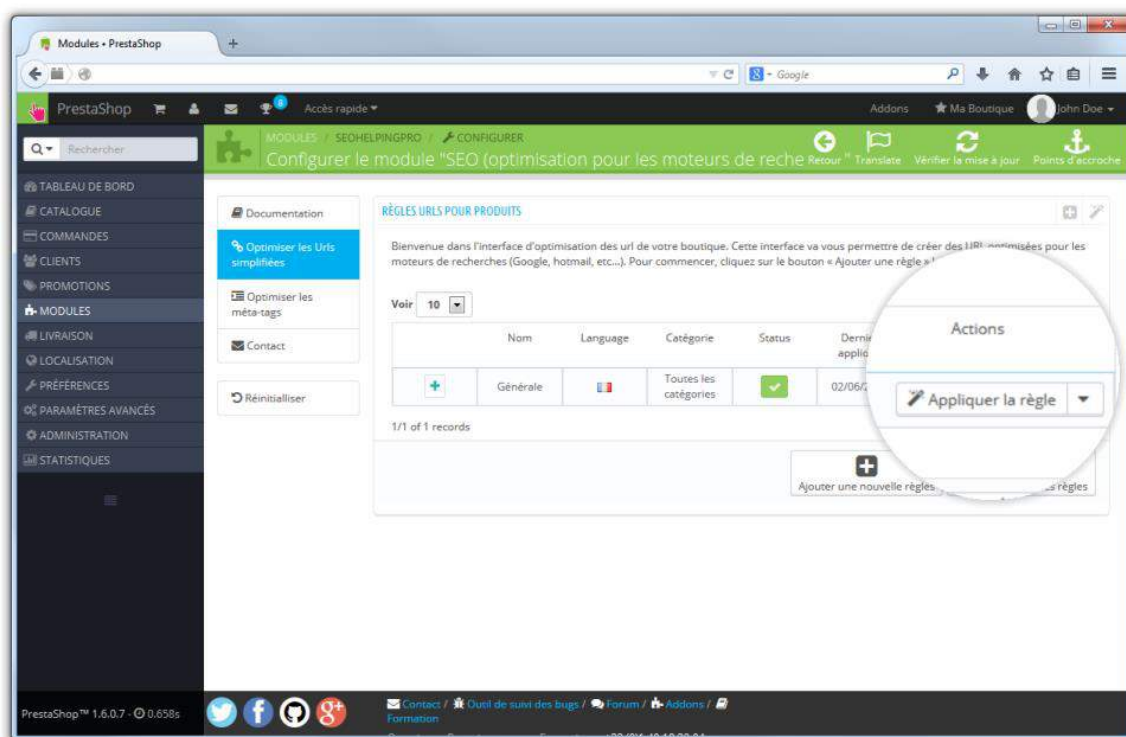 Modules • PrestaShop
Google
PrestaShop
8
Accès rapide
Addons
Ma Boutique
John Doe
Rechercher
MODULES / SEOHELPINGPRO / CONFIGURER
Configurer le module "SEO (optimisation pour les moteurs de reche
Retour
"
Translate
Vérifier la mise à jour
Points d'accroche
TABLEAU DE BORD
CATALOGUE
COMMANDES
CLIENTS
PROMOTIONS
MODULES
LIVRAISON
LOCALISATION
PRÉFÉRENCES
PARAMÈTRES AVANCÉS
ADMINISTRATION
STATISTIQUES
Documentation
Optimiser les Urls
simplifiées
Optimiser les
méta-tags
Contact
Réinitialliser
RÈGLES URLS POUR PRODUITS
Bienvenue dans l'interface d'optimisation des url de votre boutique. Cette interface va vous permettre de créer des URL optimisées pour les
moteurs de recherches (Google, hotmail, etc...). Pour commencer, cliquez sur le bouton « Ajouter une règle »
Voir 10
Nom Language Catégorie Status
Actions
Générale
Toutes les
catégories
02/06/2
Appliquer la règle
1/1 of 1 records
Ajouter une nouvelle règles
règles
PrestaShop™ 1.6.0.7 - 0.658s
Contact / Outil de suivi des bugs / Forum / Addons /
Formation